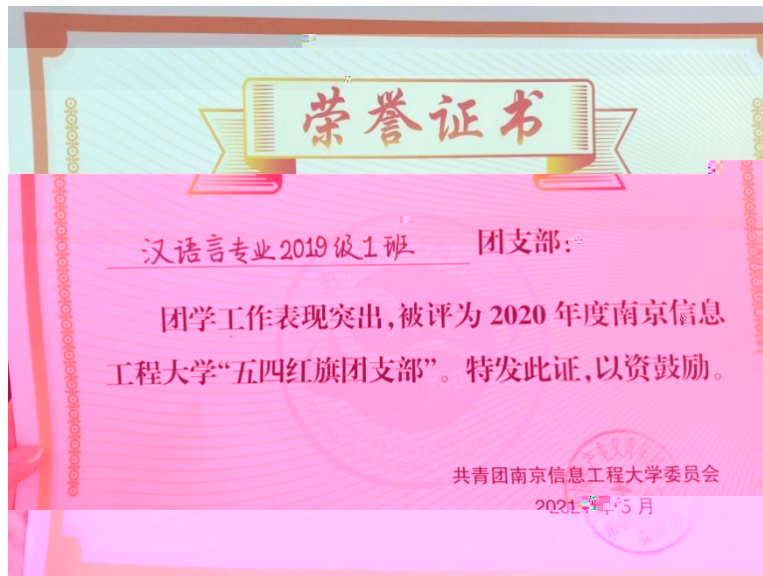 荣誉证书
汉语言专业2019级1班 团支部:
团学工作表现突出,被评为 2020 年度南京信息
工程大学“五四红旗团支部”。特发此证,以资鼓励。
共青团南京信息工程大学委员会
2021年5月